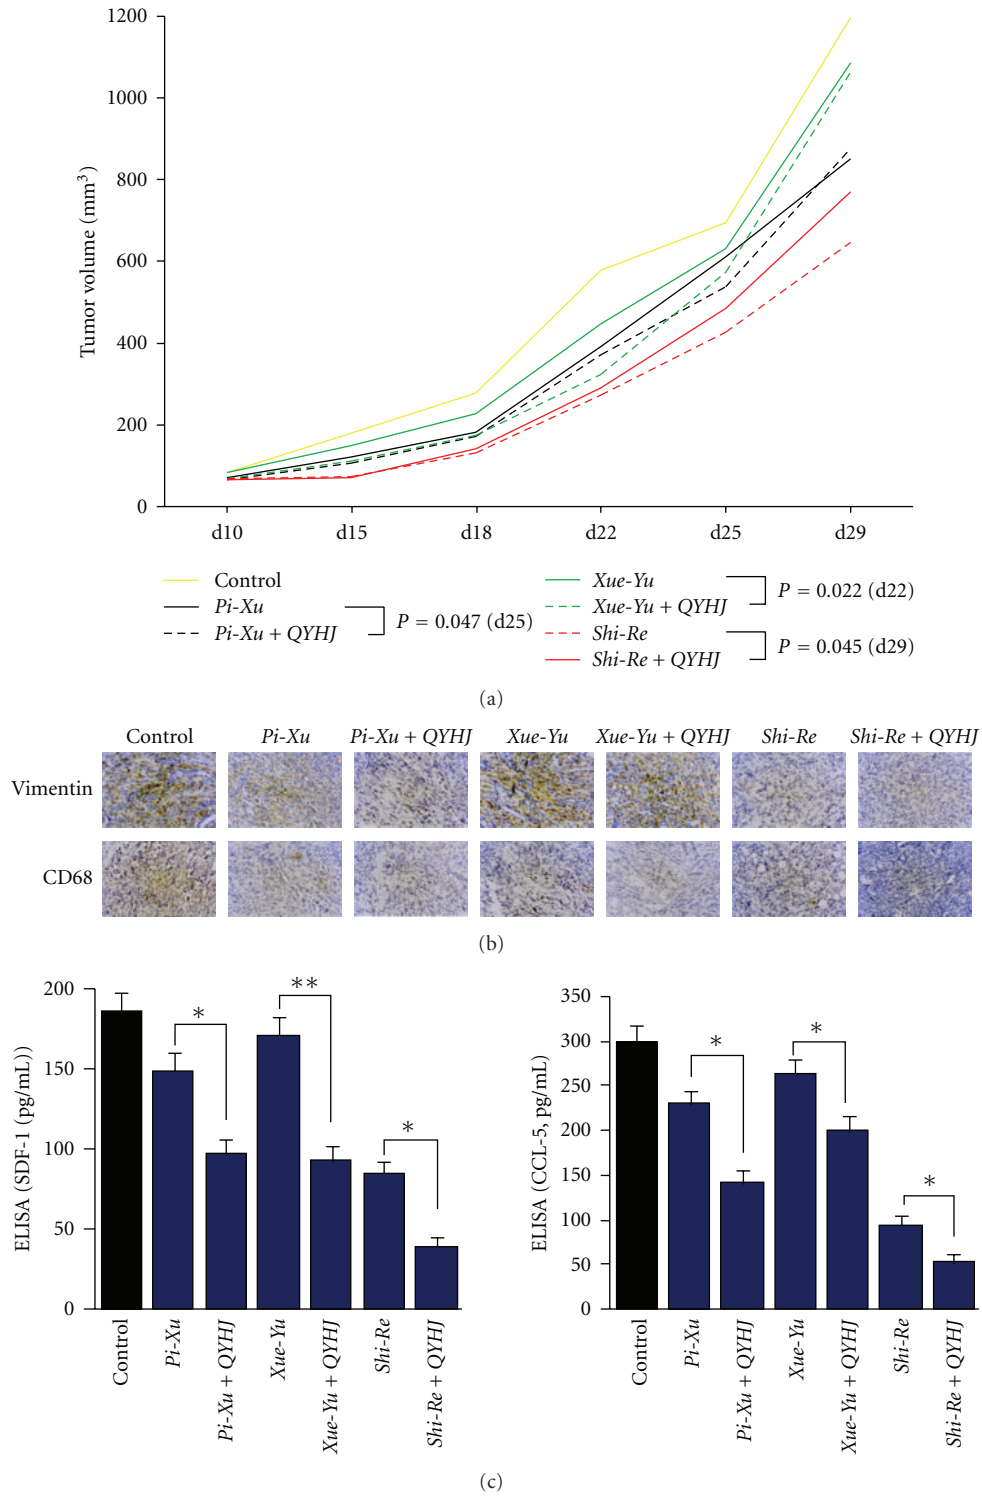 1200
1000
800
600
400
200
0
Tumor volume (mm³)
d10 d15 d18 d22 d25 d29
Control
Pi-Xu
Pi-Xu + QYHJ
P = 0.047 (d25)
Xue-Yu
Xue-Yu + QYHJ
P = 0.022 (d22)
Shi-Re
Shi-Re + QYHJ
P = 0.045 (d29)
(a)
Control Pi-Xu Pi-Xu + QYHJ Xue-Yu Xue-Yu + QYHJ Shi-Re Shi-Re + QYHJ
Vimentin
CD68
(b)
200
150
100
50
0
ELISA (SDF-1 (pg/mL))
* ** *
Control
Pi-Xu
Pi-Xu + QYHJ
Xue-Yu
Xue-Yu + QYHJ
Shi-Re
Shi-Re + QYHJ
350
300
250
200
150
100
50
0
ELISA (CCL-5, pg/mL)
* * *
Control
Pi-Xu
Pi-Xu + QYHJ
Xue-Yu
Xue-Yu + QYHJ
Shi-Re
Shi-Re + QYHJ
(c)